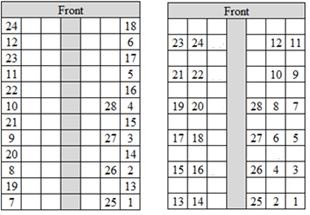 Front
24 18
12 6
23 17
11 5
22 16
10 28 4
21 15
9 27 3
20 14
8 26 2
19 13
7 25 1
Front
23 24 12 11
21 22 10 9
19 20 28 8 7
17 18 27 6 5
15 16 26 4 3
13 14 25 2 1